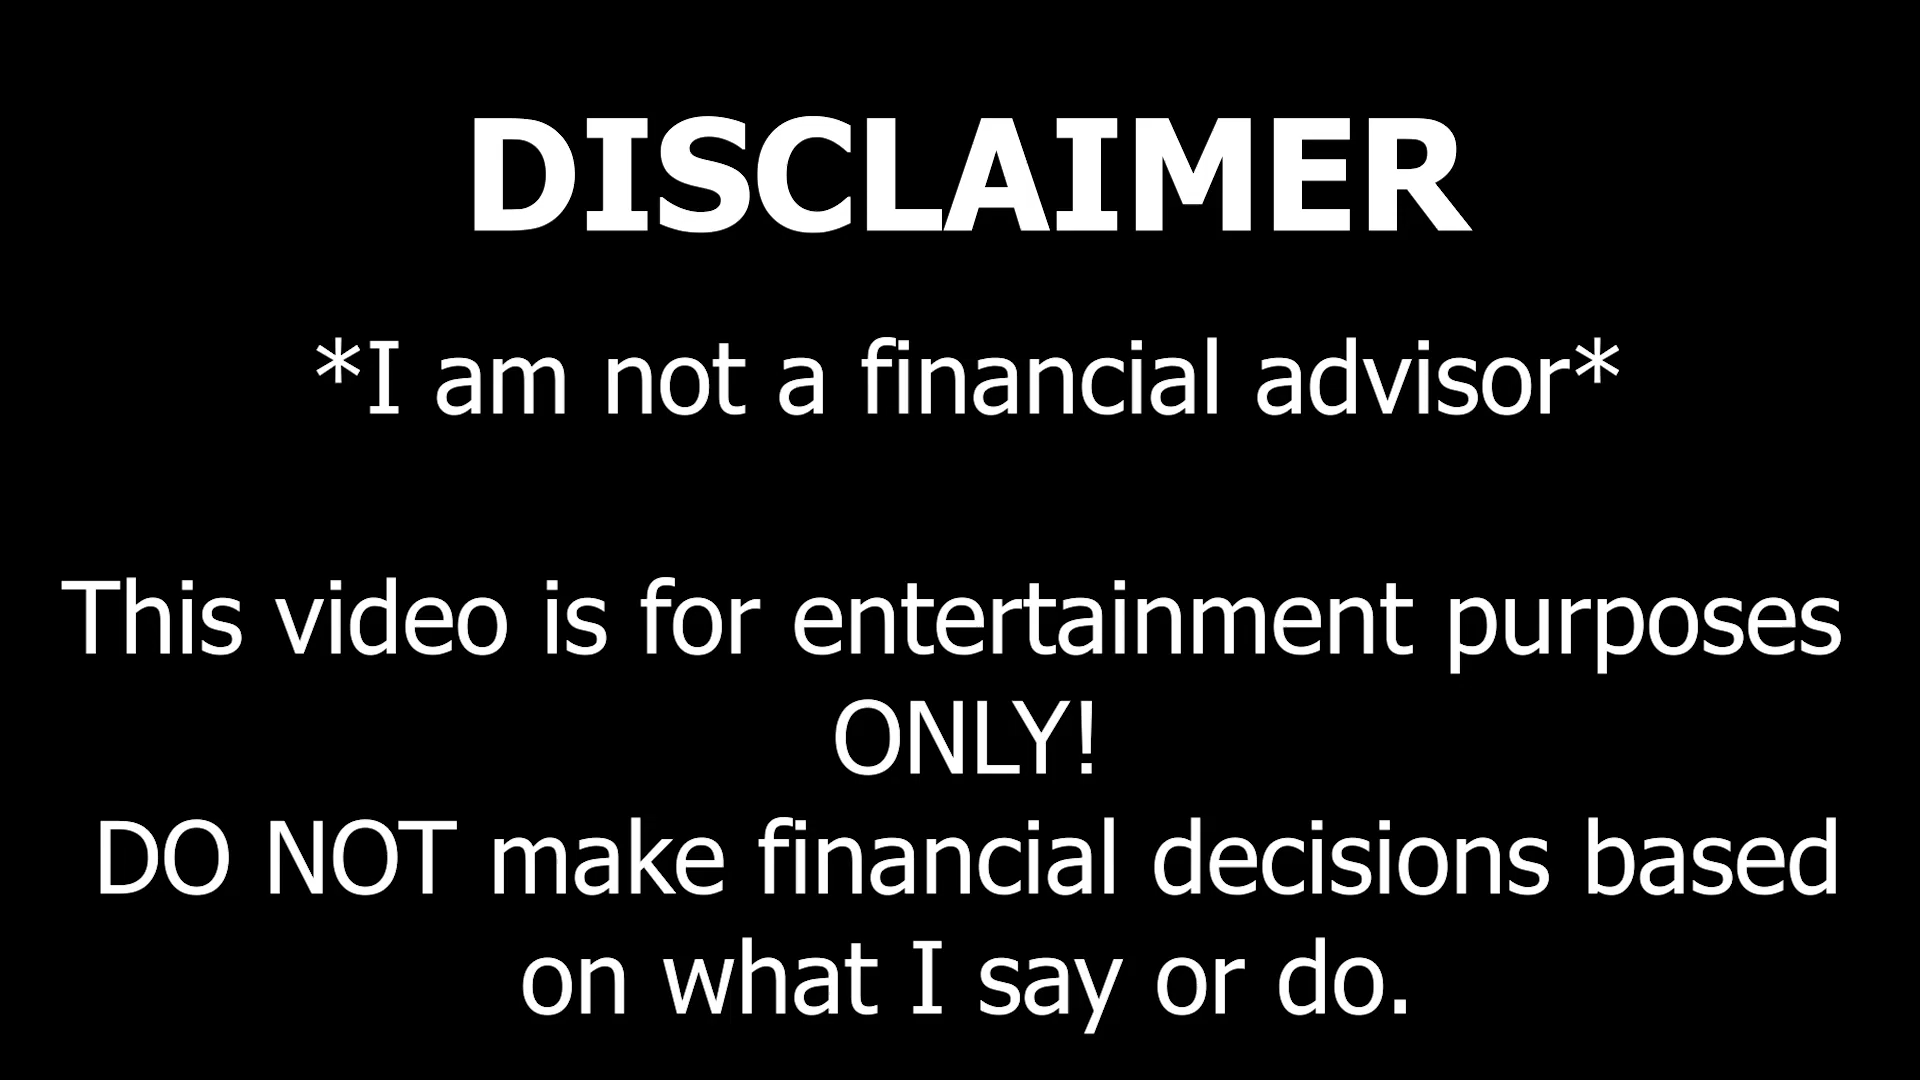 DISCLAIMER
*I am not a financial advisor*
This video is for entertainment purposes
ONLY!
DO NOT make financial decisions based
on what I say or do.